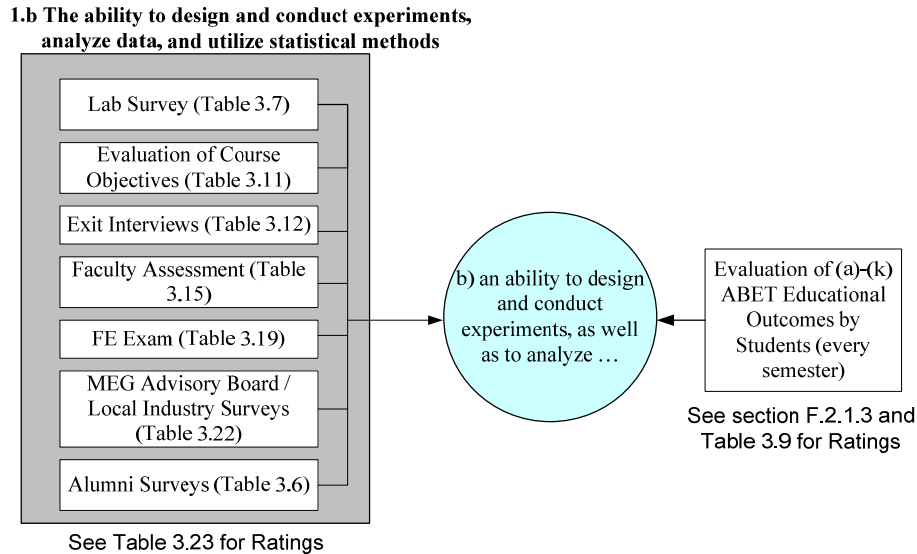 1.b The ability to design and conduct experiments,
analyze data, and utilize statistical methods
Lab Survey (Table 3.7)
Evaluation of Course
Objectives (Table 3.11)
Exit Interviews (Table 3.12)
Faculty Assessment (Table
3.15)
FE Exam (Table 3.19)
MEG Advisory Board /
Local Industry Surveys
(Table 3.22)
Alumni Surveys (Table 3.6)
See Table 3.23 for Ratings
b) an ability to design
and conduct
experiments, as well
as to analyze …
Evaluation of (a)-(k)
ABET Educational
Outcomes by
Students (every
semester)
See section F.2.1.3 and
Table 3.9 for Ratings